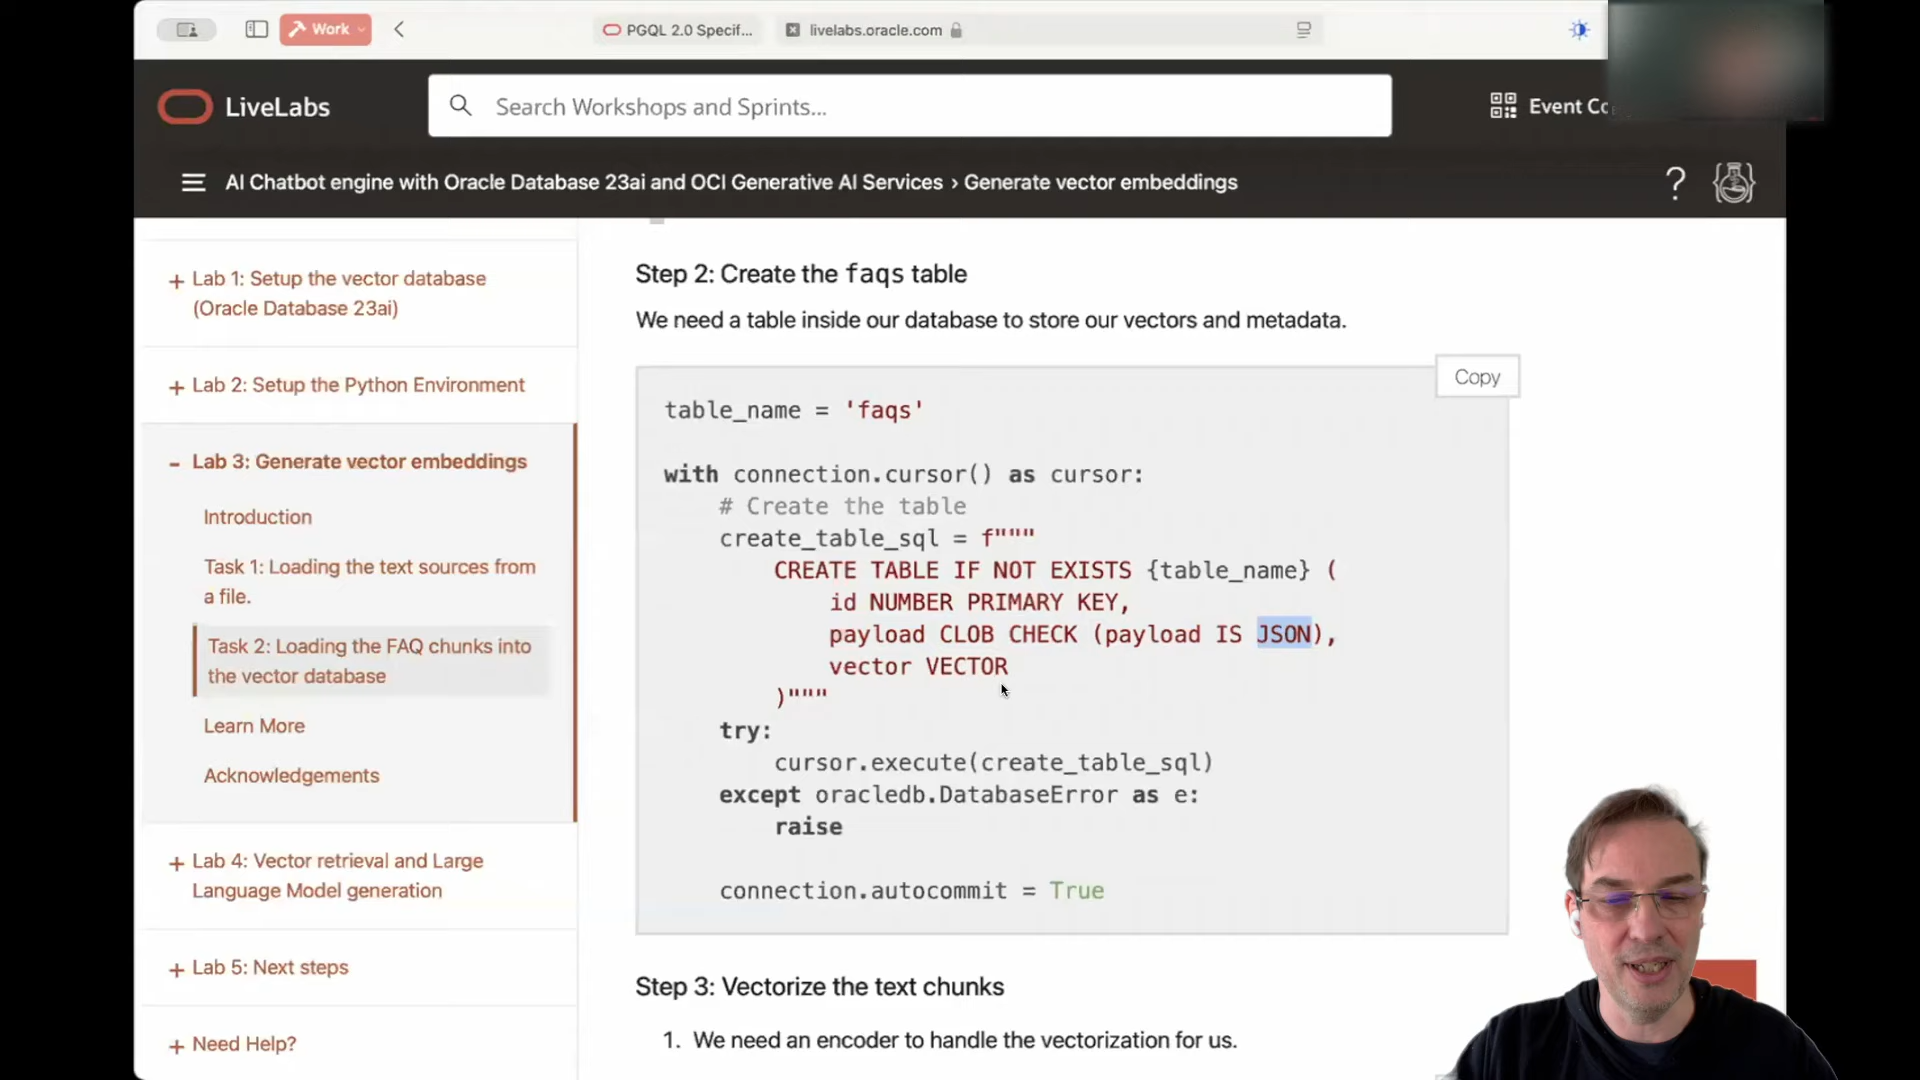 Work
PGQL 2.0 Specif...
livelabs.oracle.com
LiveLabs
Search Workshops and Sprints...
Event Co
AI Chatbot engine with Oracle Database 23ai and OCI Generative AI Services › Generate vector embeddings
?
+ Lab 1: Setup the vector database
(Oracle Database 23ai)
+ Lab 2: Setup the Python Environment
- Lab 3: Generate vector embeddings
Introduction
Task 1: Loading the text sources from
a file.
Task 2: Loading the FAQ chunks into
the vector database
Learn More
Acknowledgements
+ Lab 4: Vector retrieval and Large
Language Model generation
+ Lab 5: Next steps
+ Need Help?
Step 2: Create the faqs table
We need a table inside our database to store our vectors and metadata.
Copy
table_name = 'faqs'
with connection.cursor() as cursor:
# Create the table
create_table_sql = f"""
CREATE TABLE IF NOT EXISTS {table_name} (
id NUMBER PRIMARY KEY,
payload CLOB CHECK (payload IS JSON),
vector VECTOR
)"""
try:
cursor.execute(create_table_sql)
except oracledb.DatabaseError as e:
raise
connection.autocommit = True
Step 3: Vectorize the text chunks
1. We need an encoder to handle the vectorization for us.